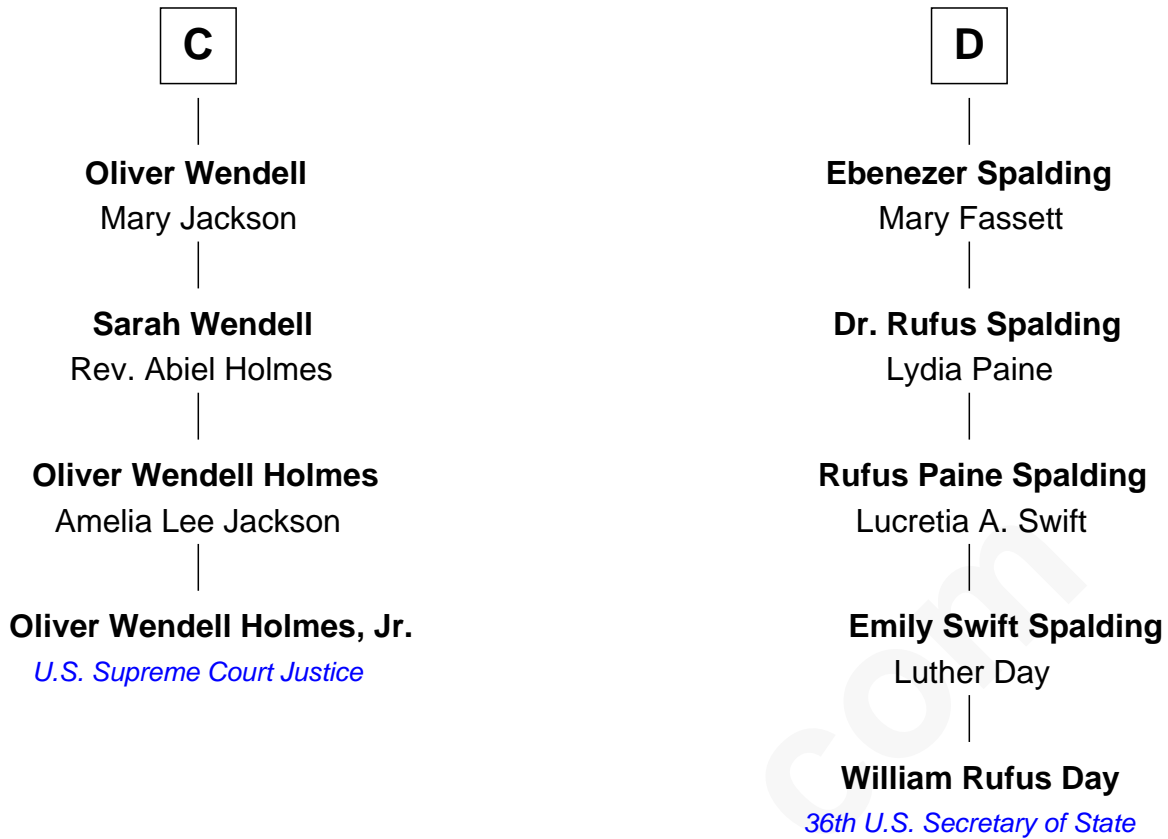 C
Oliver Wendell
Mary Jackson
Sarah Wendell
Rev. Abiel Holmes
Oliver Wendell Holmes
Amelia Lee Jackson
Oliver Wendell Holmes, Jr.
U.S. Supreme Court Justice
D
Ebenezer Spalding
Mary Fassett
Dr. Rufus Spalding
Lydia Paine
Rufus Paine Spalding
Lucretia A. Swift
Emily Swift Spalding
Luther Day
William Rufus Day
36th U.S. Secretary of State
com